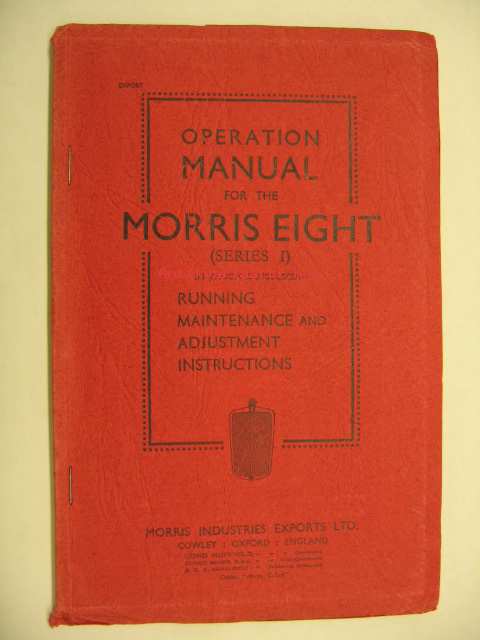 EXPORT
OPERATION
MANUAL
FOR THE
MORRIS EIGHT
(SERIES I)
RUNNING
MAINTENANCE AND
ADJUSTMENT
INSTRUCTIONS
MORRIS INDUSTRIES EXPORTS LTD.
COWLEY : OXFORD : ENGLAND